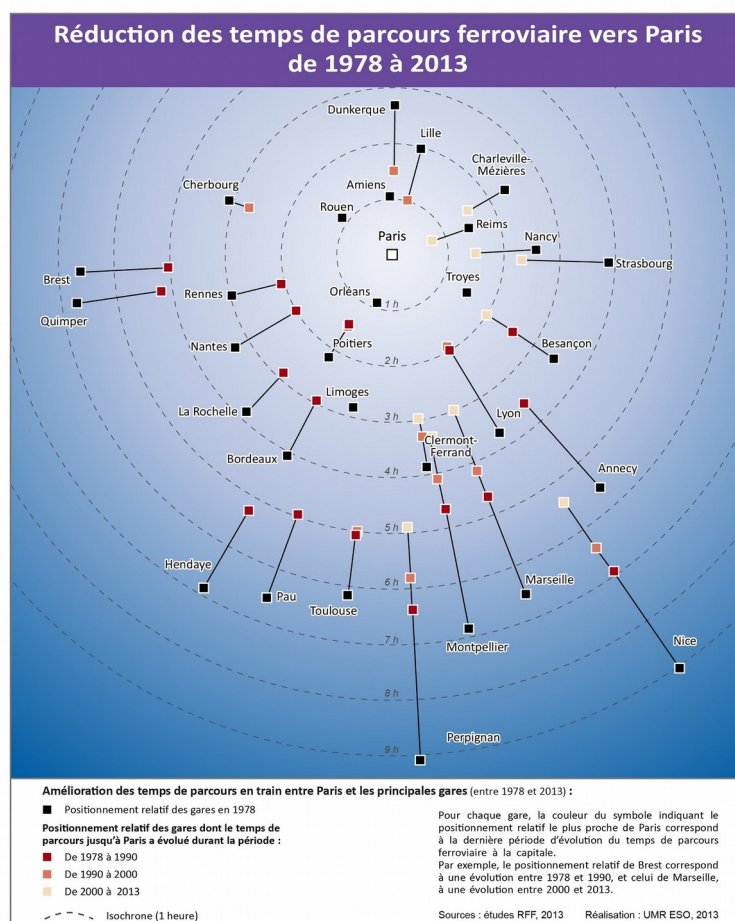 Réduction des temps de parcours ferroviaire vers Paris
de 1978 à 2013
Dunkerque
Lille
Charleville-
Mézières
Cherbourg
Amiens
Rouen
Reims
Paris
Nancy
Strasbourg
Brest
Rennes
Orléans
Troyes
1 h
Quimper
Nantes
Poitiers
Besançon
2 h
La Rochelle
Limoges
Lyon
3 h
Clermont-
Ferrand
Bordeaux
Annecy
4 h
5 h
Hendaye
Pau
Toulouse
6 h
Marseille
Montpellier
Nice
7 h
8 h
Perpignan
9 h
Amélioration des temps de parcours en train entre Paris et les principales gares (entre 1978 et 2013) :
Positionnement relatif des gares en 1978
Positionnement relatif des gares dont le temps de
parcours jusqu'à Paris a évolué durant la période :
De 1978 à 1990
De 1990 à 2000
De 2000 à 2013
Isochrone (1 heure)
Pour chaque gare, la couleur du symbole indiquant le
positionnement relatif le plus proche de Paris correspond
à la dernière période d'évolution du temps de parcours
ferroviaire à la capitale.
Par exemple, le positionnement relatif de Brest correspond
à une évolution entre 1978 et 1990, et celui de Marseille,
à une évolution entre 2000 et 2013.
Sources : études RFF, 2013 Réalisation : UMR ESO, 2013